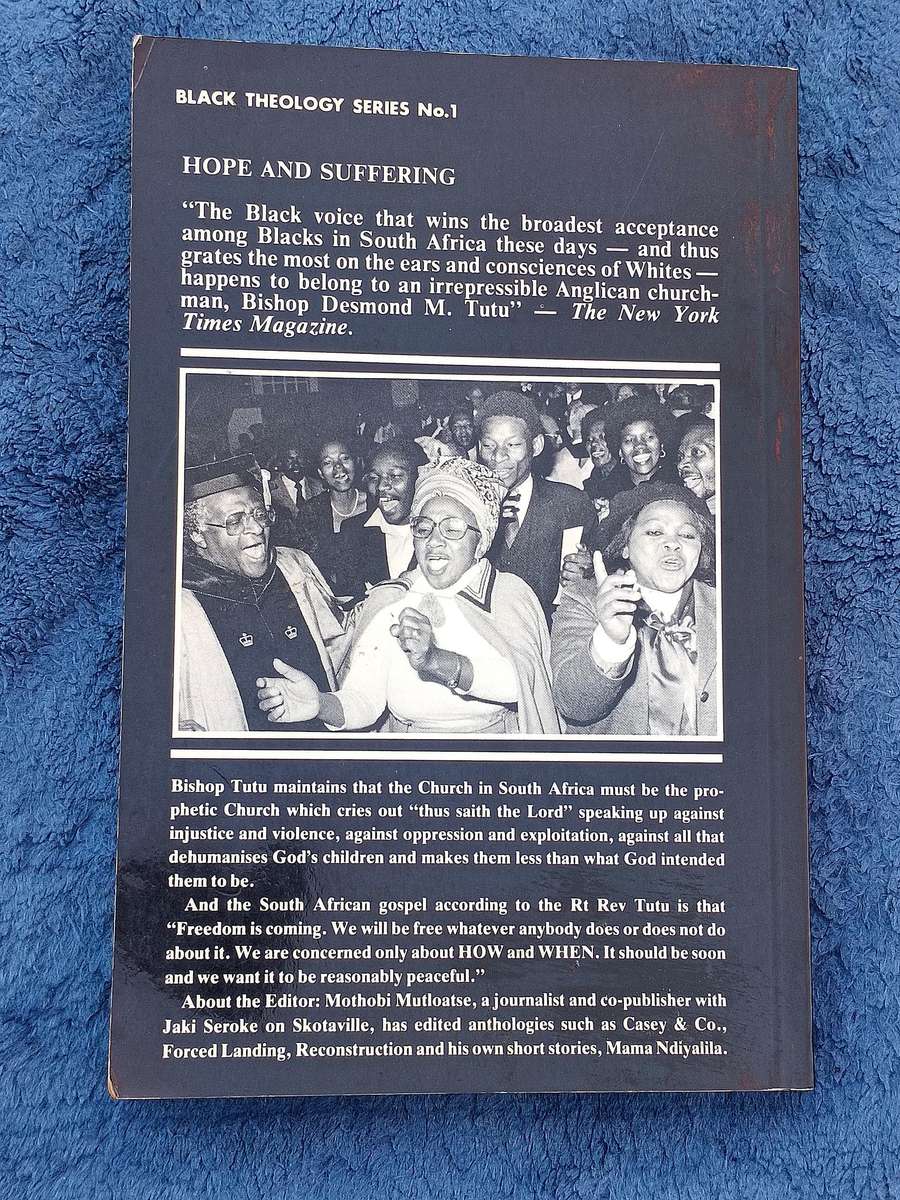 BLACK THEOLOGY SERIES No.1
HOPE AND SUFFERING
“The Black voice that wins the broadest acceptance
among Blacks in South Africa these days — and thus
grates the most on the ears and consciences of Whites —
happens to belong to an irrepressible Anglican church-
man, Bishop Desmond M. Tutu” — The New York
Times Magazine.
Bishop Tutu maintains that the Church in South Africa must be the pro-
phetic Church which cries out “thus saith the Lord” speaking up against
injustice and violence, against oppression and exploitation, against all that
dehumanises God’s children and makes them less than what God intended
them to be.
And the South African gospel according to the Rt Rev Tutu is that
“Freedom is coming. We will be free whatever anybody does or does not do
about it. We are concerned only about HOW and WHEN. It should be soon
and we want it to be reasonably peaceful.”
About the Editor: Mothobi Mutloatse, a journalist and co-publisher with
Jaki Seroke on Skotaville, has edited anthologies such as Casey & Co.,
Forced Landing, Reconstruction and his own short stories, Mama Ndiyalila.